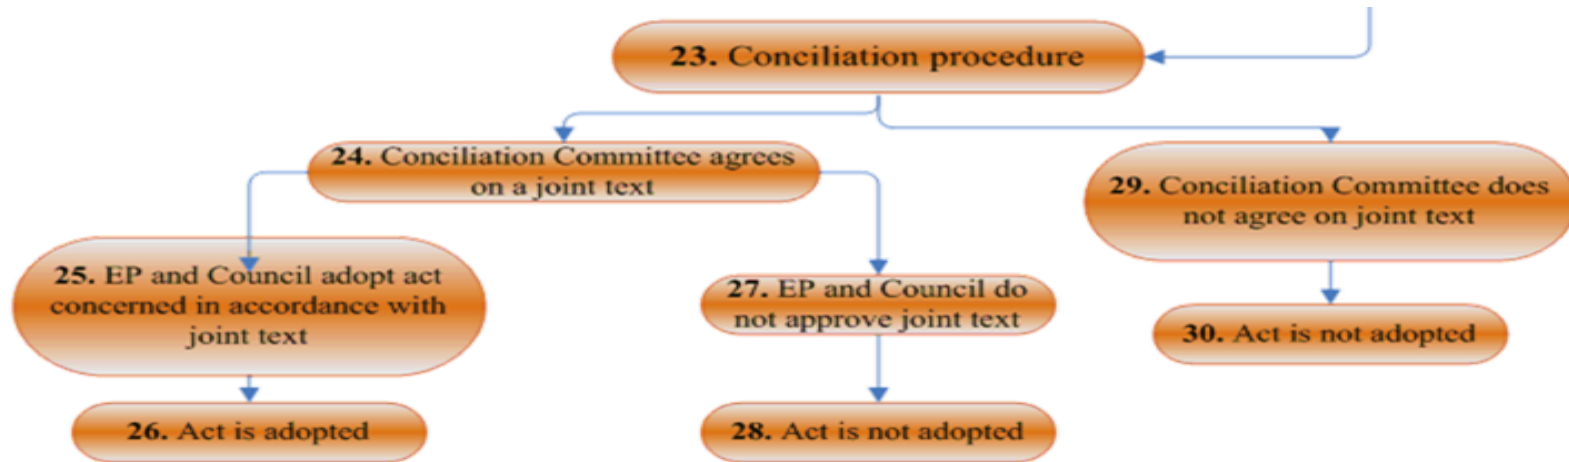 23. Conciliation procedure
24. Conciliation Committee agrees
on a joint text
29. Conciliation Committee does
not agree on joint text
25. EP and Council adopt act
concerned in accordance with
joint text
27. EP and Council do
not approve joint text
30. Act is not adopted
26. Act is adopted
28. Act is not adopted